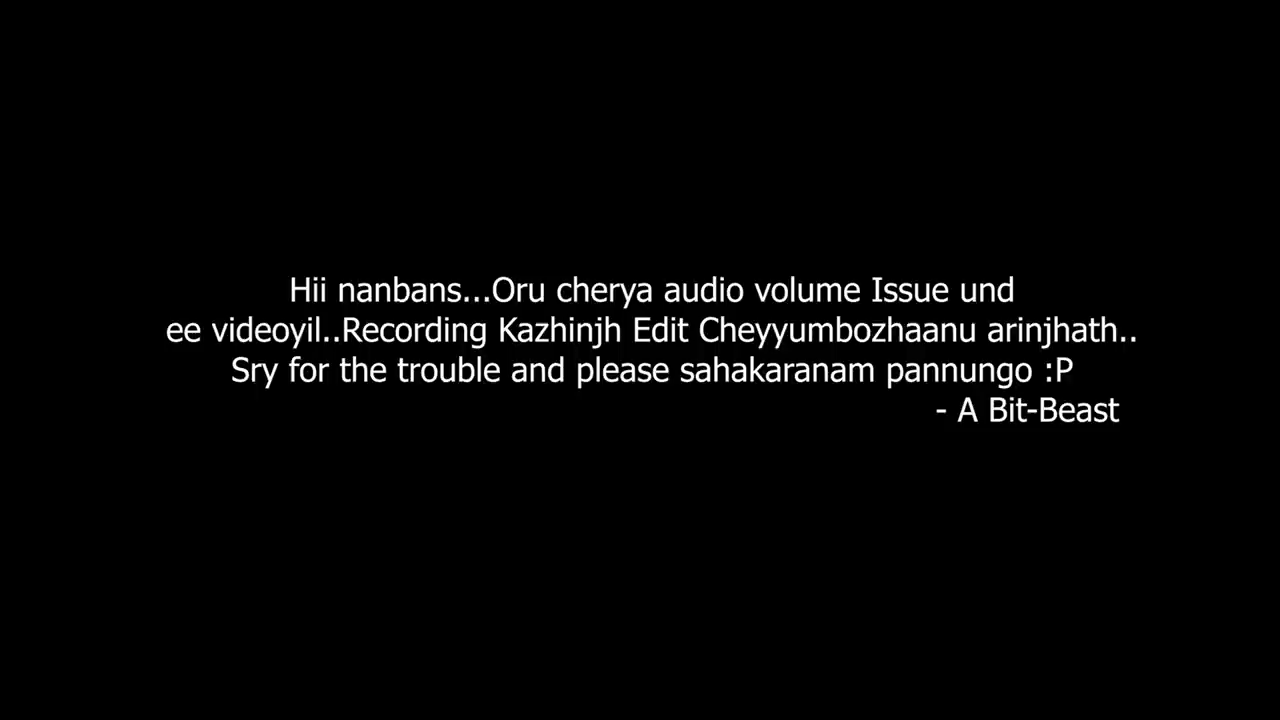 Hii nanbans...Oru cherya audio volume Issue und
ee videoyil..Recording Kazhinjh Edit Cheyyumbozhaanu arinjhath..
Sry for the trouble and please sahakaranam pannungo :P
- A Bit-Beast